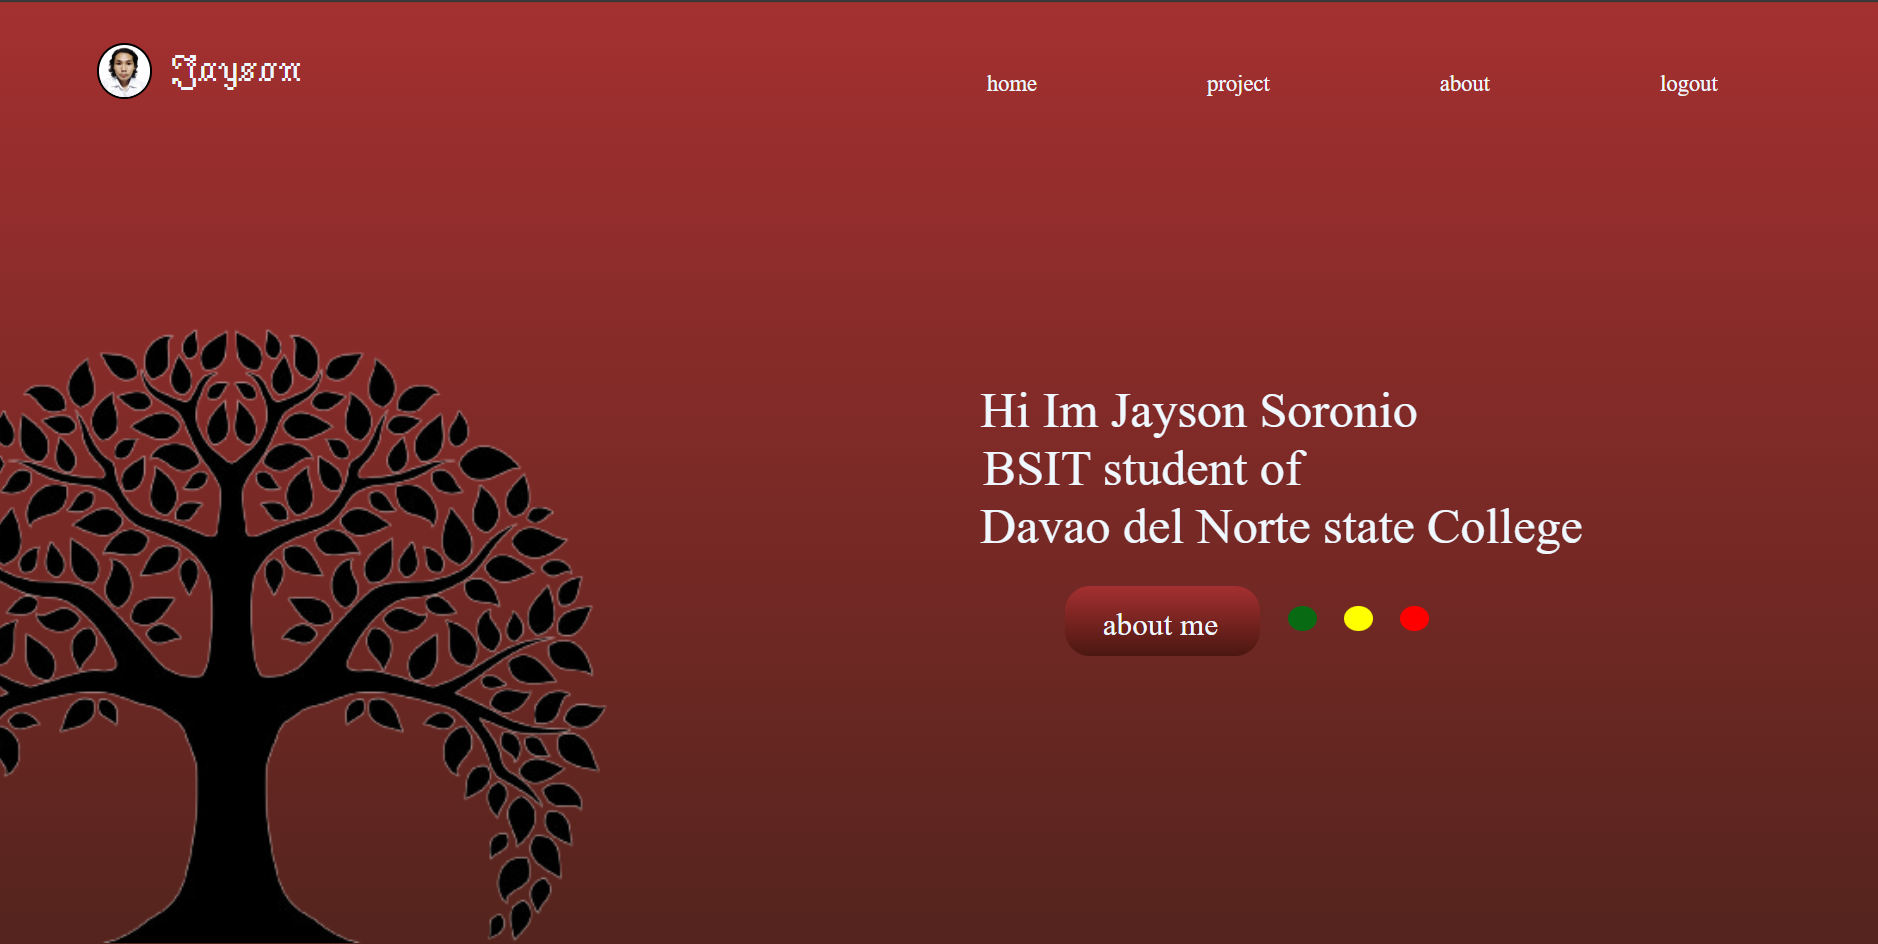 Jayson
home project about logout
Hi Im Jayson Soronio
BSIT student of
Davao del Norte state College
about me